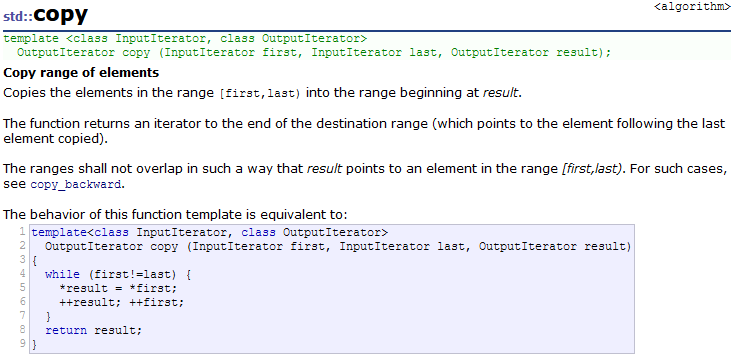 std::copy
<algorithm>
template <class InputIterator, class OutputIterator>
  OutputIterator copy (InputIterator first, InputIterator last, OutputIterator result);
Copy range of elements
Copies the elements in the range [first,last) into the range beginning at result.
The function returns an iterator to the end of the destination range (which points to the element following the last
element copied).
The ranges shall not overlap in such a way that result points to an element in the range [first,last). For such cases,
see copy_backward.
The behavior of this function template is equivalent to:
1 template<class InputIterator, class OutputIterator>
2   OutputIterator copy (InputIterator first, InputIterator last, OutputIterator result)
3 {
4   while (first!=last) {
5     *result = *first;
6     ++result; ++first;
7   }
8   return result;
9 }